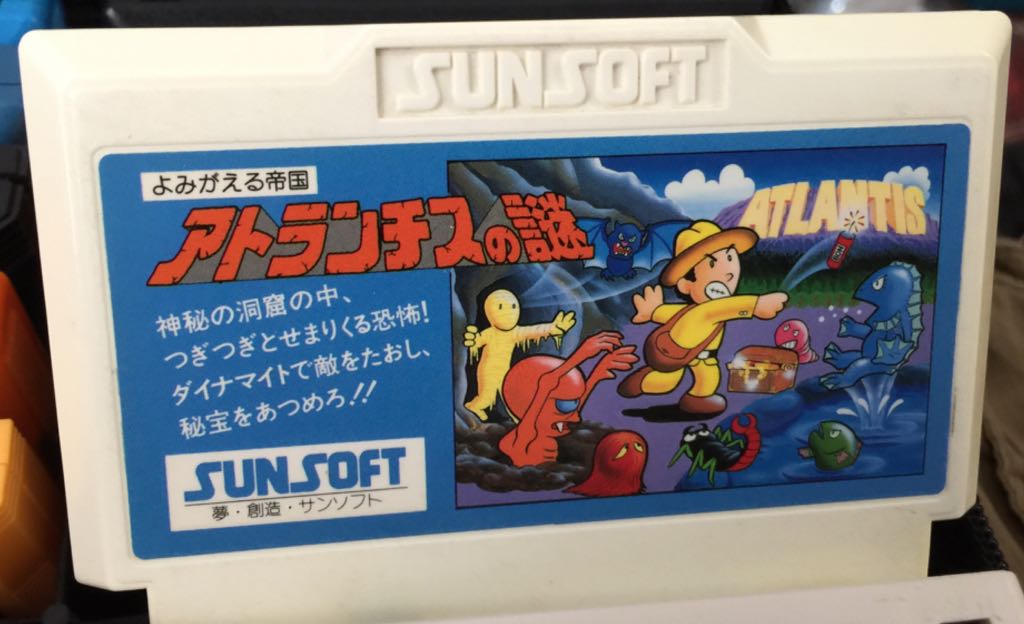 SUNSOFT
よみがえる帝国
アトランチスの謎
ATLANTIS
神秘の洞窟の中、
つぎつぎとせまりくる恐怖!
ダイナマイトで敵をたおし、
秘宝をあつめろ!!
SUNSOFT
夢・創造・サンソフト